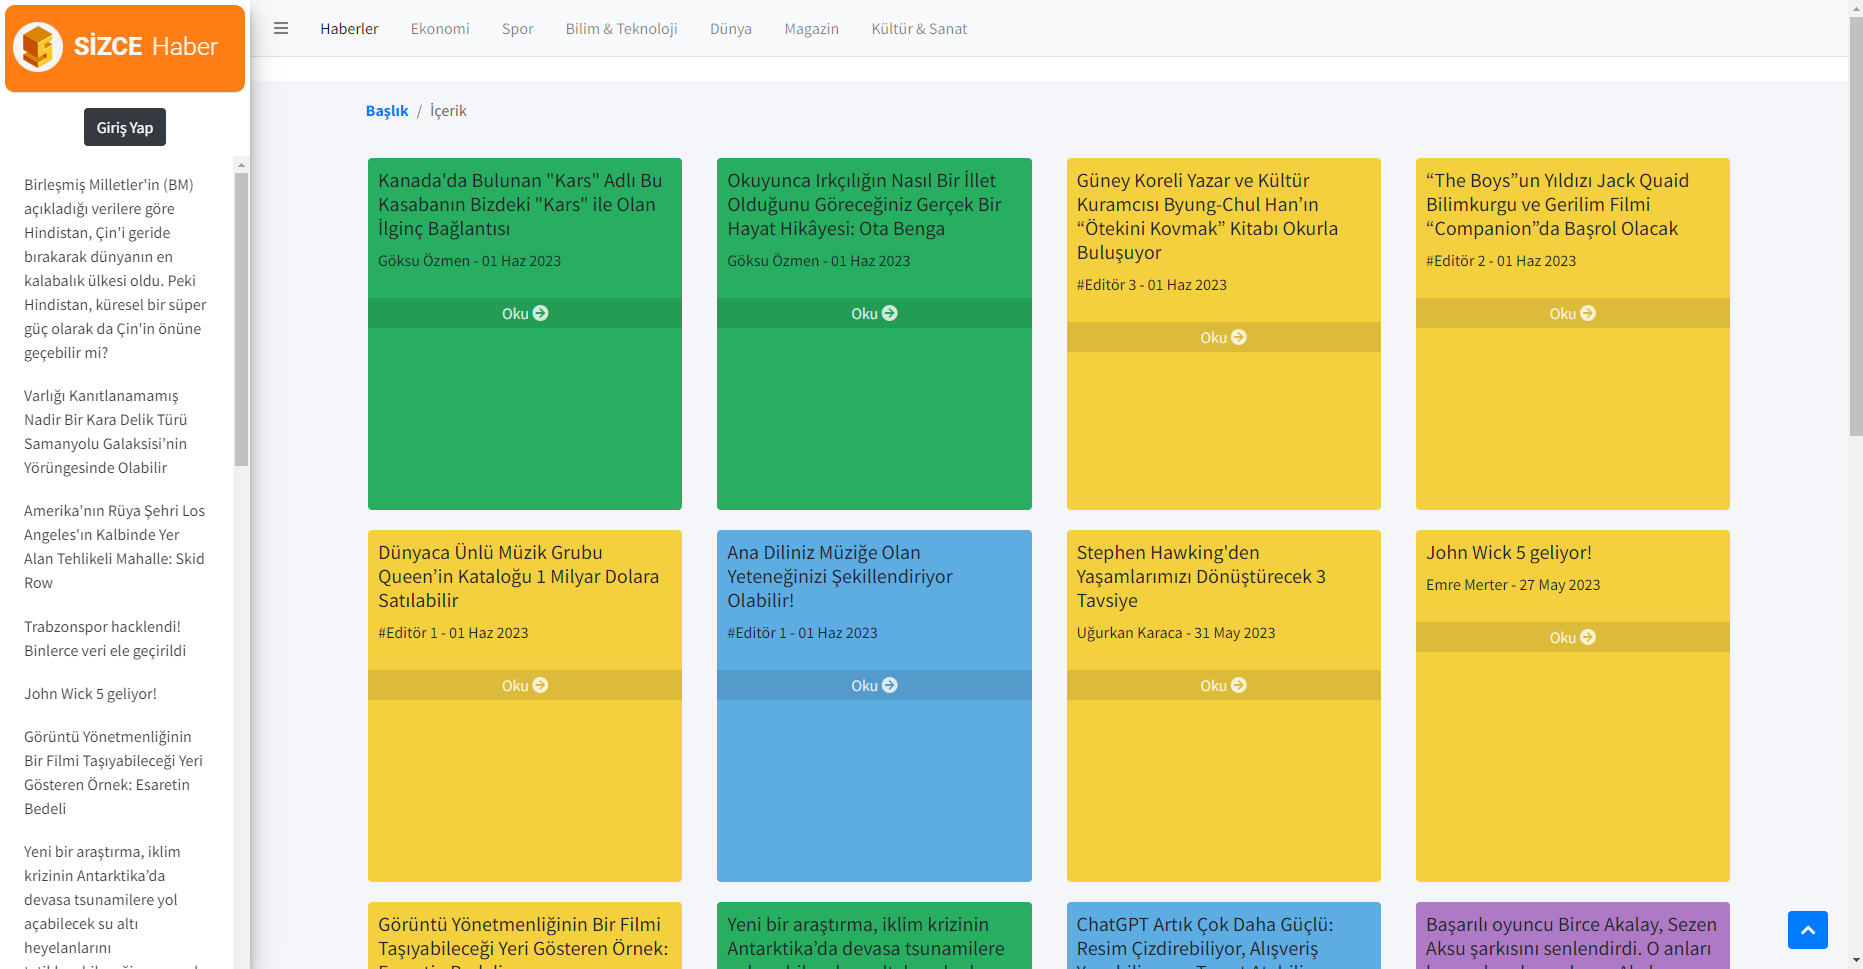 SİZCE Haber
Haberler
Ekonomi
Spor
Bilim & Teknoloji
Dünya
Magazin
Kültür & Sanat
Giriş Yap
Birleşmiş Milletler'in (BM)
açıkladığı verilere göre
Hindistan, Çin'i geride
bırakarak dünyanın en
kalabalık ülkesi oldu. Peki
Hindistan, küresel bir süper
güç olarak da Çin'in önüne
geçebilir mi?
Varlığı Kanıtlanamamış
Nadir Bir Kara Delik Türü
Samanyolu Galaksisi’nin
Yörüngesinde Olabilir
Amerika'nın Rüya Şehri Los
Angeles'ın Kalbinde Yer
Alan Tehlikeli Mahalle: Skid
Row
Trabzonspor hacklendi!
Binlerce veri ele geçirildi
John Wick 5 geliyor!
Görüntü Yönetmenliğinin
Bir Filmi Taşıyabileceği Yeri
Gösteren Örnek: Esaretin
Bedeli
Yeni bir araştırma, iklim
krizinin Antarktika’da
devasa tsunamilere yol
açabilecek su altı
heyelanlarını
Başlık / İçerik
Kanada'da Bulunan "Kars" Adlı Bu
Kasabanın Bizdeki "Kars" ile Olan
İlginç Bağlantısı
Göksu Özmen - 01 Haz 2023
Oku
Okuyunca Irkçılığın Nasıl Bir İllet
Olduğunu Göreceğiniz Gerçek Bir
Hayat Hikâyesi: Ota Benga
Göksu Özmen - 01 Haz 2023
Oku
Güney Koreli Yazar ve Kültür
Kuramcısı Byung-Chul Han’ın
“Ötekini Kovmak” Kitabı Okurla
Buluşuyor
#Editör 3 - 01 Haz 2023
Oku
“The Boys”un Yıldızı Jack Quaid
Bilimkurgu ve Gerilim Filmi
“Companion”da Başrol Olacak
#Editör 2 - 01 Haz 2023
Oku
Dünyaca Ünlü Müzik Grubu
Queen’in Kataloğu 1 Milyar Dolara
Satılabilir
#Editör 1 - 01 Haz 2023
Oku
Ana Diliniz Müziğe Olan
Yeteneğinizi Şekillendiriyor
Olabilir!
#Editör 1 - 01 Haz 2023
Oku
Stephen Hawking'den
Yaşamlarımızı Dönüştürecek 3
Tavsiye
Uğurkan Karaca - 31 May 2023
Oku
John Wick 5 geliyor!
Emre Merter - 27 May 2023
Oku
Görüntü Yönetmenliğinin Bir Filmi
Taşıyabileceği Yeri Gösteren Örnek:
Yeni bir araştırma, iklim krizinin
Antarktika’da devasa tsunamilere
ChatGPT Artık Çok Daha Güçlü:
Resim Çizdirebiliyor, Alışveriş
Başarılı oyuncu Birce Akalay, Sezen
Aksu şarkısını senlendirdi. O anları